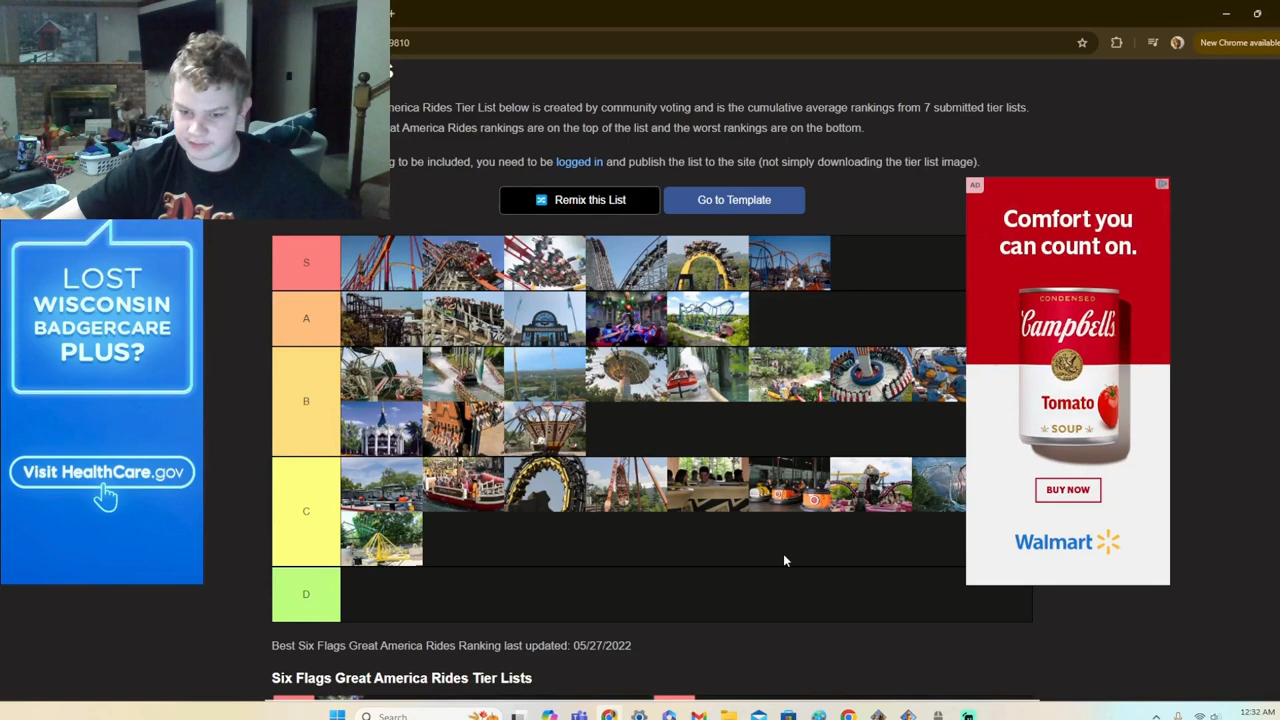 9810
New Chrome available
S
merica Rides Tier List below is created by community voting and is the cumulative average rankings from 7 submitted tier lists.
at America Rides rankings are on the top of the list and the worst rankings are on the bottom.
g to be included, you need to be logged in and publish the list to the site (not simply downloading the tier list image).
Remix this List
Go to Template
AD
Comfort you
can count on.
CONDENSED
Campbell's
Tomato
SOUP
BUY NOW
Walmart
LOST
WISCONSIN
BADGERCARE
PLUS?
Visit HealthCare.gov
S
A
B
C
D
Best Six Flags Great America Rides Ranking last updated: 05/27/2022
Six Flags Great America Rides Tier Lists
Search
12:32 AM